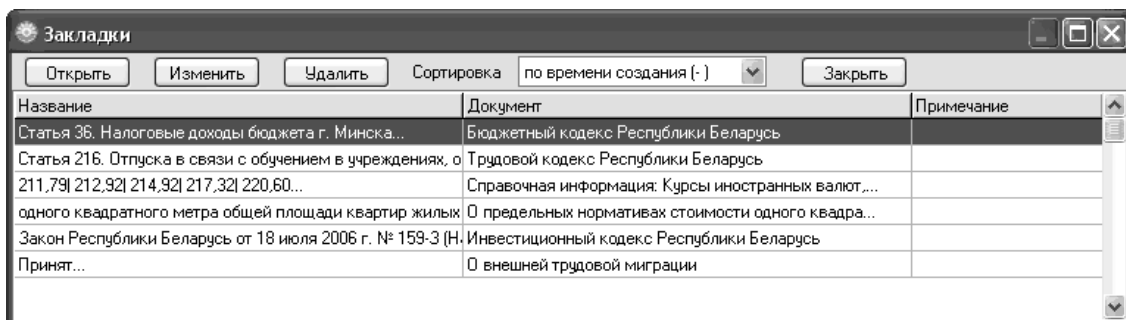 Закладки
Открыть Изменить Удалить Сортировка по времени создания (-) Закрыть
Название Документ Примечание
Статья 36. Налоговые доходы бюджета г. Минска... Бюджетный кодекс Республики Беларусь
Статья 216. Отпуска в связи с обучением в учреждениях, о Трудовой кодекс Республики Беларусь
211,79| 212,92| 214,92| 217,32| 220,60... Справочная информация: Курсы иностранных валют,...
одного квадратного метра общей площади квартир жилых О предельных нормативах стоимости одного квадра...
Закон Республики Беларусь от 18 июля 2006 г. № 159-З (Н Инвестиционный кодекс Республики Беларусь
Принят... О внешней трудовой миграции